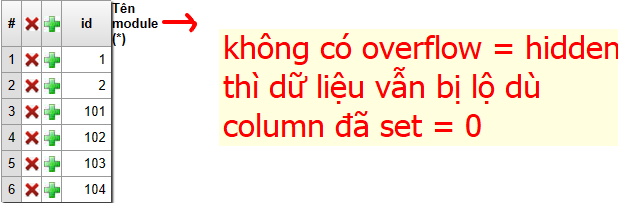 # id Tên module (*)
1 1
2 2
3 101
4 102
5 103
6 104
không có overflow = hidden
thì dữ liệu vẫn bị lộ dù
column đã set = 0